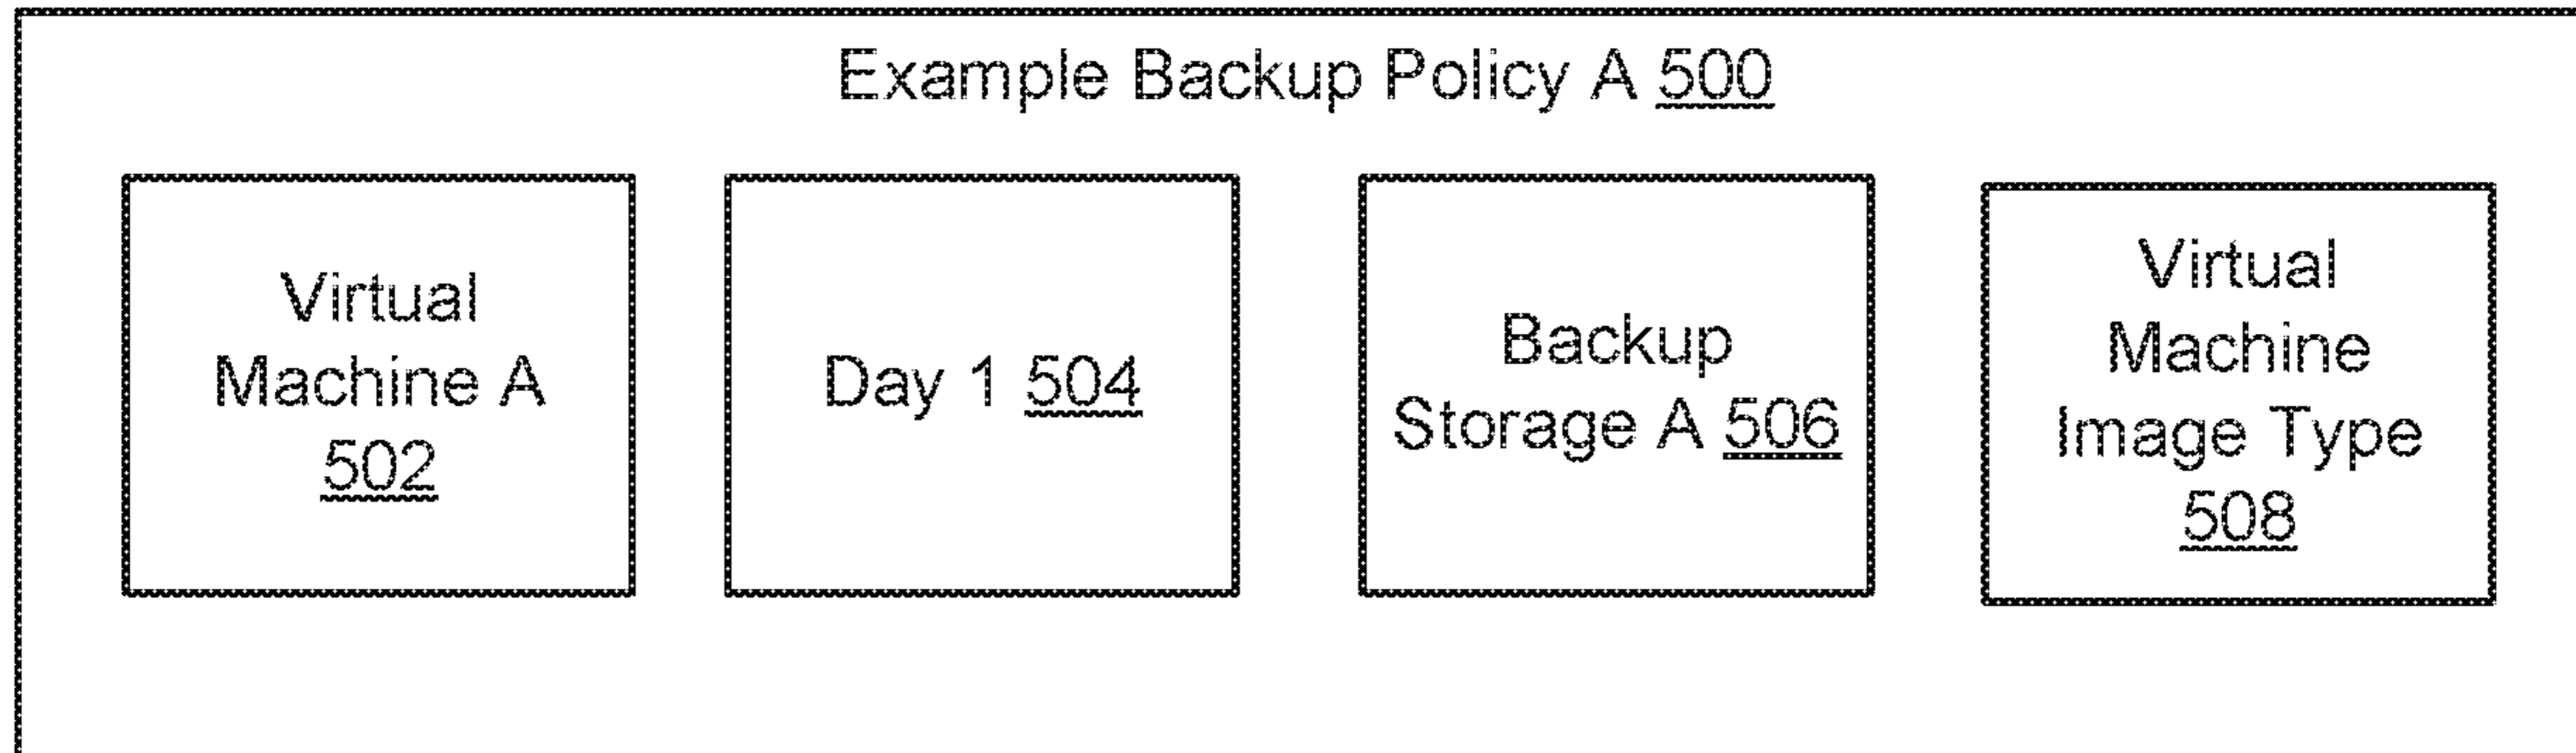 Example Backup Policy A 500
Virtual
Machine A
502
Day 1 504
Backup
Storage A 506
Virtual
Machine
Image Type
508